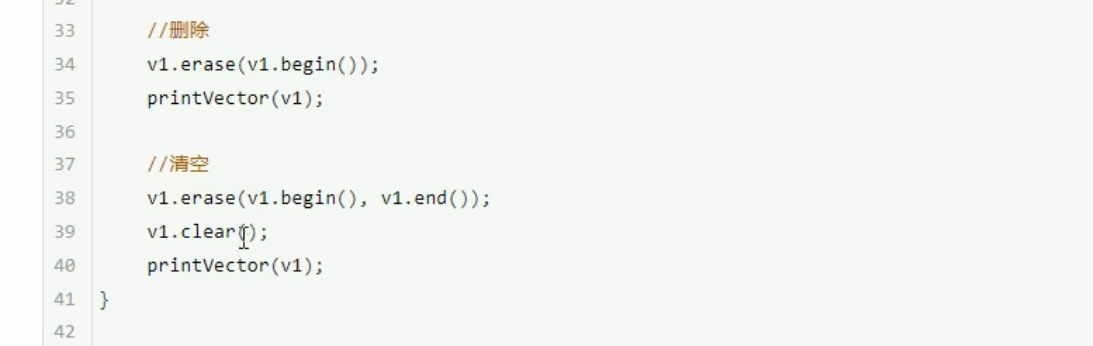 33 //删除
34 v1.erase(v1.begin());
35 printVector(v1);
36
37 //清空
38 v1.erase(v1.begin(), v1.end());
39 v1.clear();
40 printVector(v1);
41 }
42